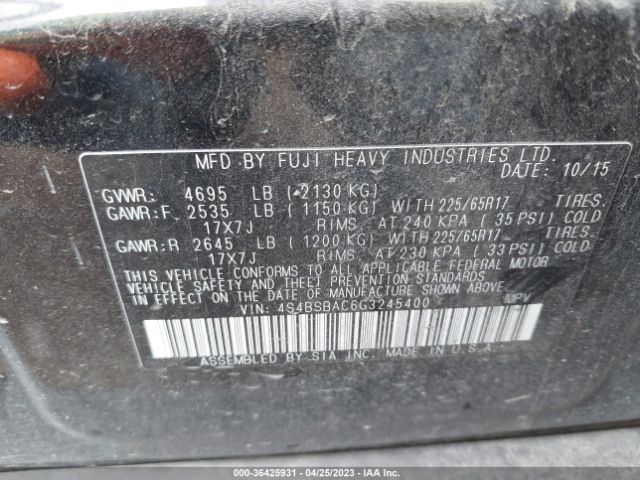 MFD BY FUJI HEAVY INDUSTRIES LTD.
DATE: 10/15
GVWR: 4695 LB (2130 KG)
GAWR:F 2535 LB (1150 KG) WITH 225/65R17 TIRES.
17X7J RIMS, AT 240 KPA (35 PSI) COLD
GAWR:R 2645 LB (1200 KG) WITH 225/65R17 TIRES.
17X7J RIMS, AT 230 KPA (33 PSI) COLD
THIS VEHICLE CONFORMS TO ALL APPLICABLE FEDERAL MOTOR
VEHICLE SAFETY, BUMPER, AND THEFT PREVENTION STANDARDS
IN EFFECT ON THE DATE OF MANUFACTURE SHOWN ABOVE.
VIN: 4S4BSBAC6G3245400 MPV
ASSEMBLED BY SIA INC. MADE IN U.S.A
000-36425931 - 04/25/2023 - IAA Inc.